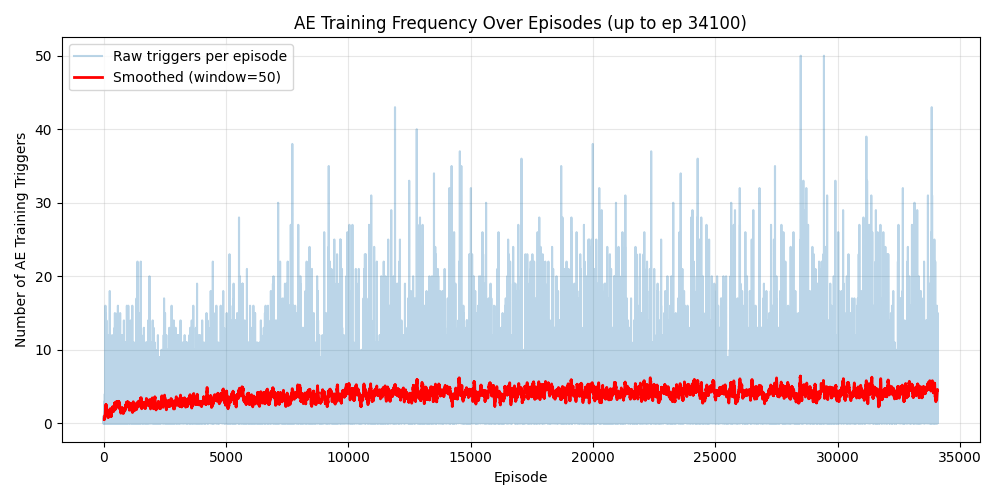 AE Training Frequency Over Episodes (up to ep 34100)
Raw triggers per episode
Smoothed (window=50)
Number of AE Training Triggers
50
40
30
20
10
0
0 5000 10000 15000 20000 25000 30000 35000
Episode